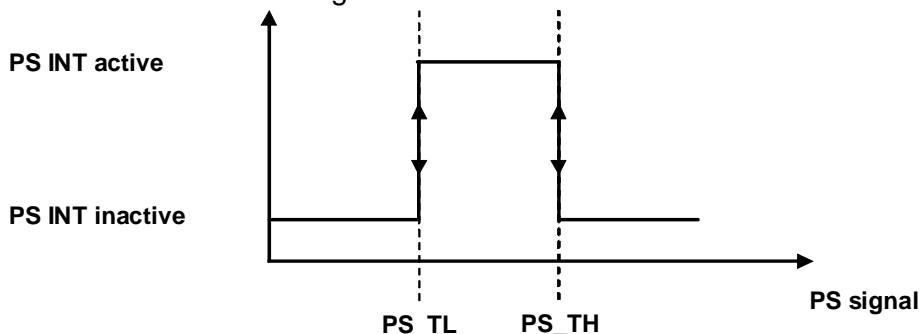 PS INT active
PS INT inactive
PS signal
PS_TL PS_TH